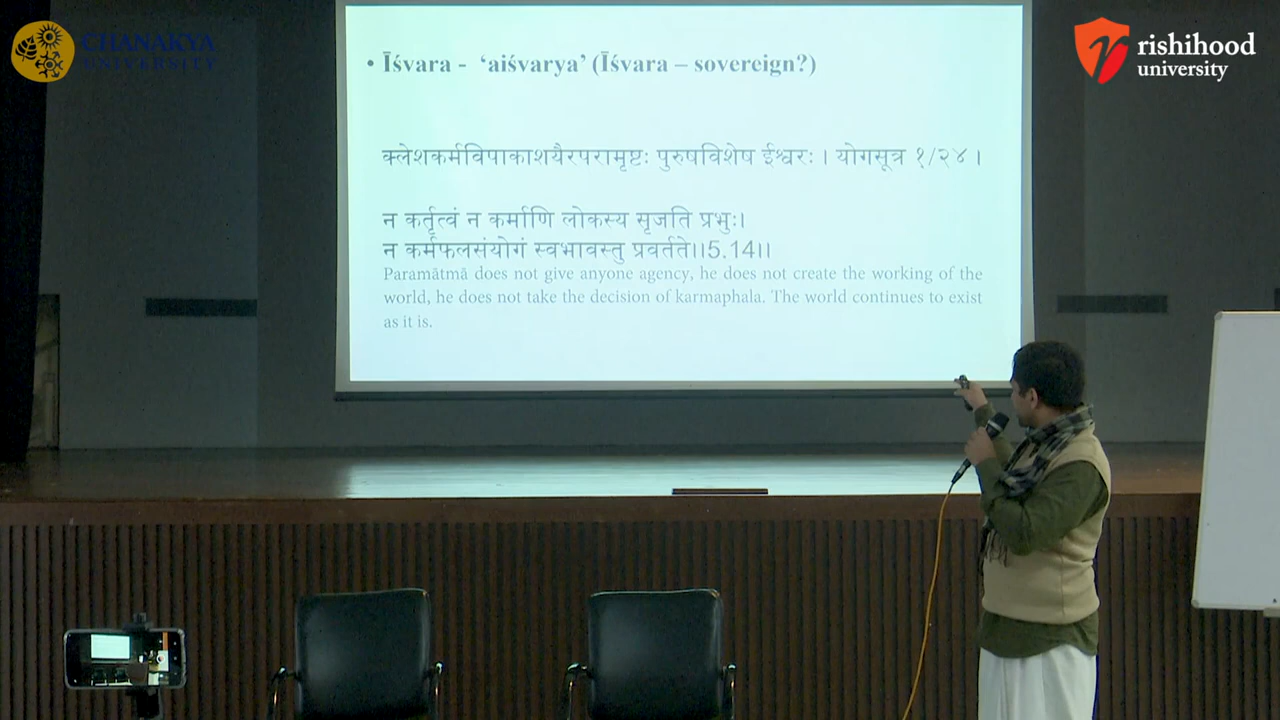 CHANAKYA
UNIVERSITY
rishihood
university
• Īśvara - ‘aiśvarya’ (Īśvara – sovereign?)
क्लेशकर्मविपाकाशयैरपरामृष्टः पुरुषविशेष ईश्वरः । योगसूत्र १/२४ ।
न कर्तृत्वं न कर्माणि लोकस्य सृजति प्रभुः।
न कर्मफलसंयोगं स्वभावस्तु प्रवर्तते।।5.14।।
Paramātmā does not give anyone agency, he does not create the working of the
world, he does not take the decision of karmaphala. The world continues to exist
as it is.